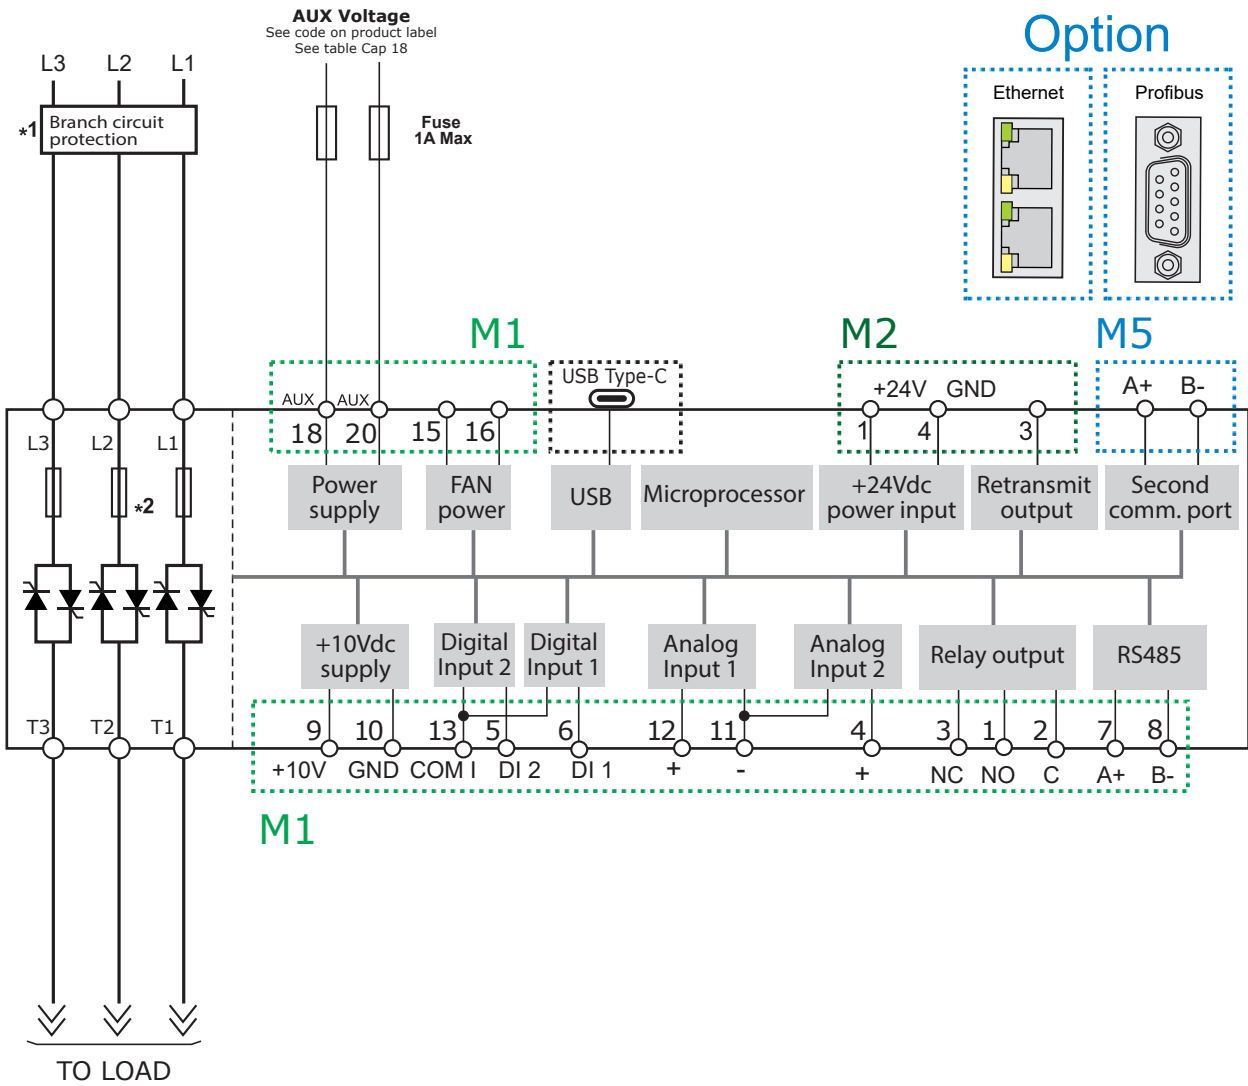 AUX Voltage
See code on product label
See table Cap 18
Option
L3 L2 L1
Ethernet Profibus
*1 Branch circuit
protection
Fuse
1A Max
M1 M2 M5
USB Type-C
+24V GND A+ B-
AUX AUX
18 20 15 16 1 4 3
L3 L2 L1
*2
Power
supply
FAN
power
USB
Microprocessor
+24Vdc
power input
Retransmit
output
Second
comm. port
+10Vdc
supply
Digital
Input 2
Digital
Input 1
Analog
Input 1
Analog
Input 2
Relay output
RS485
T3 T2 T1
9 10 13 5 6 12 11 4 3 1 2 7 8
+10V GND COM I DI 2 DI 1 + - + NC NO C A+ B-
M1
TO LOAD